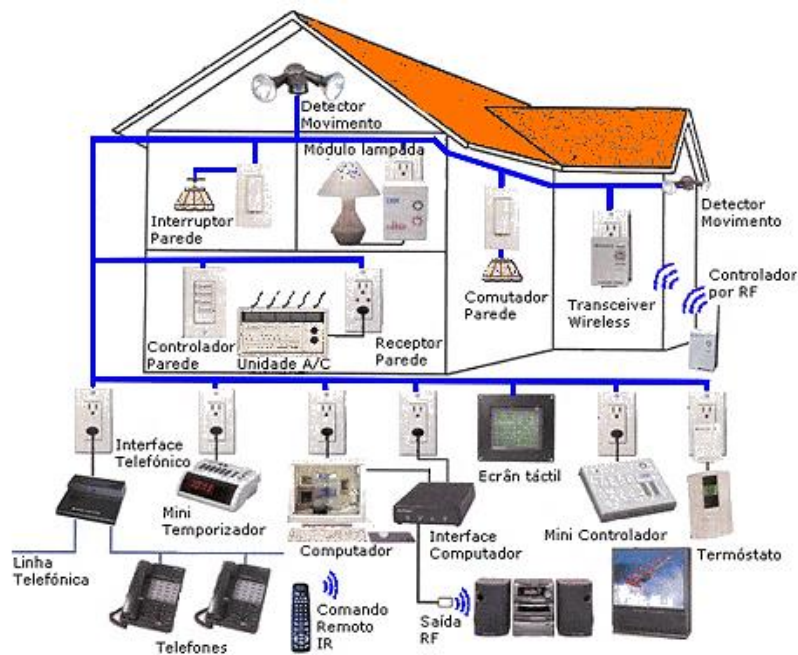 Detector
Movimento
Módulo lampada
Interruptor
Parede
Detector
Movimento
Comutador
Parede
Transceiver
Wireless
Controlador
por RF
Controlador
Parede
Unidade A/C
Receptor
Parede
Interface
Telefónico
Mini
Temporizador
Computador
Interface
Computador
Ecrân táctil
Mini Controlador
Termóstato
Linha
Telefónica
Telefones
Comando
Remoto
IR
Saída
RF